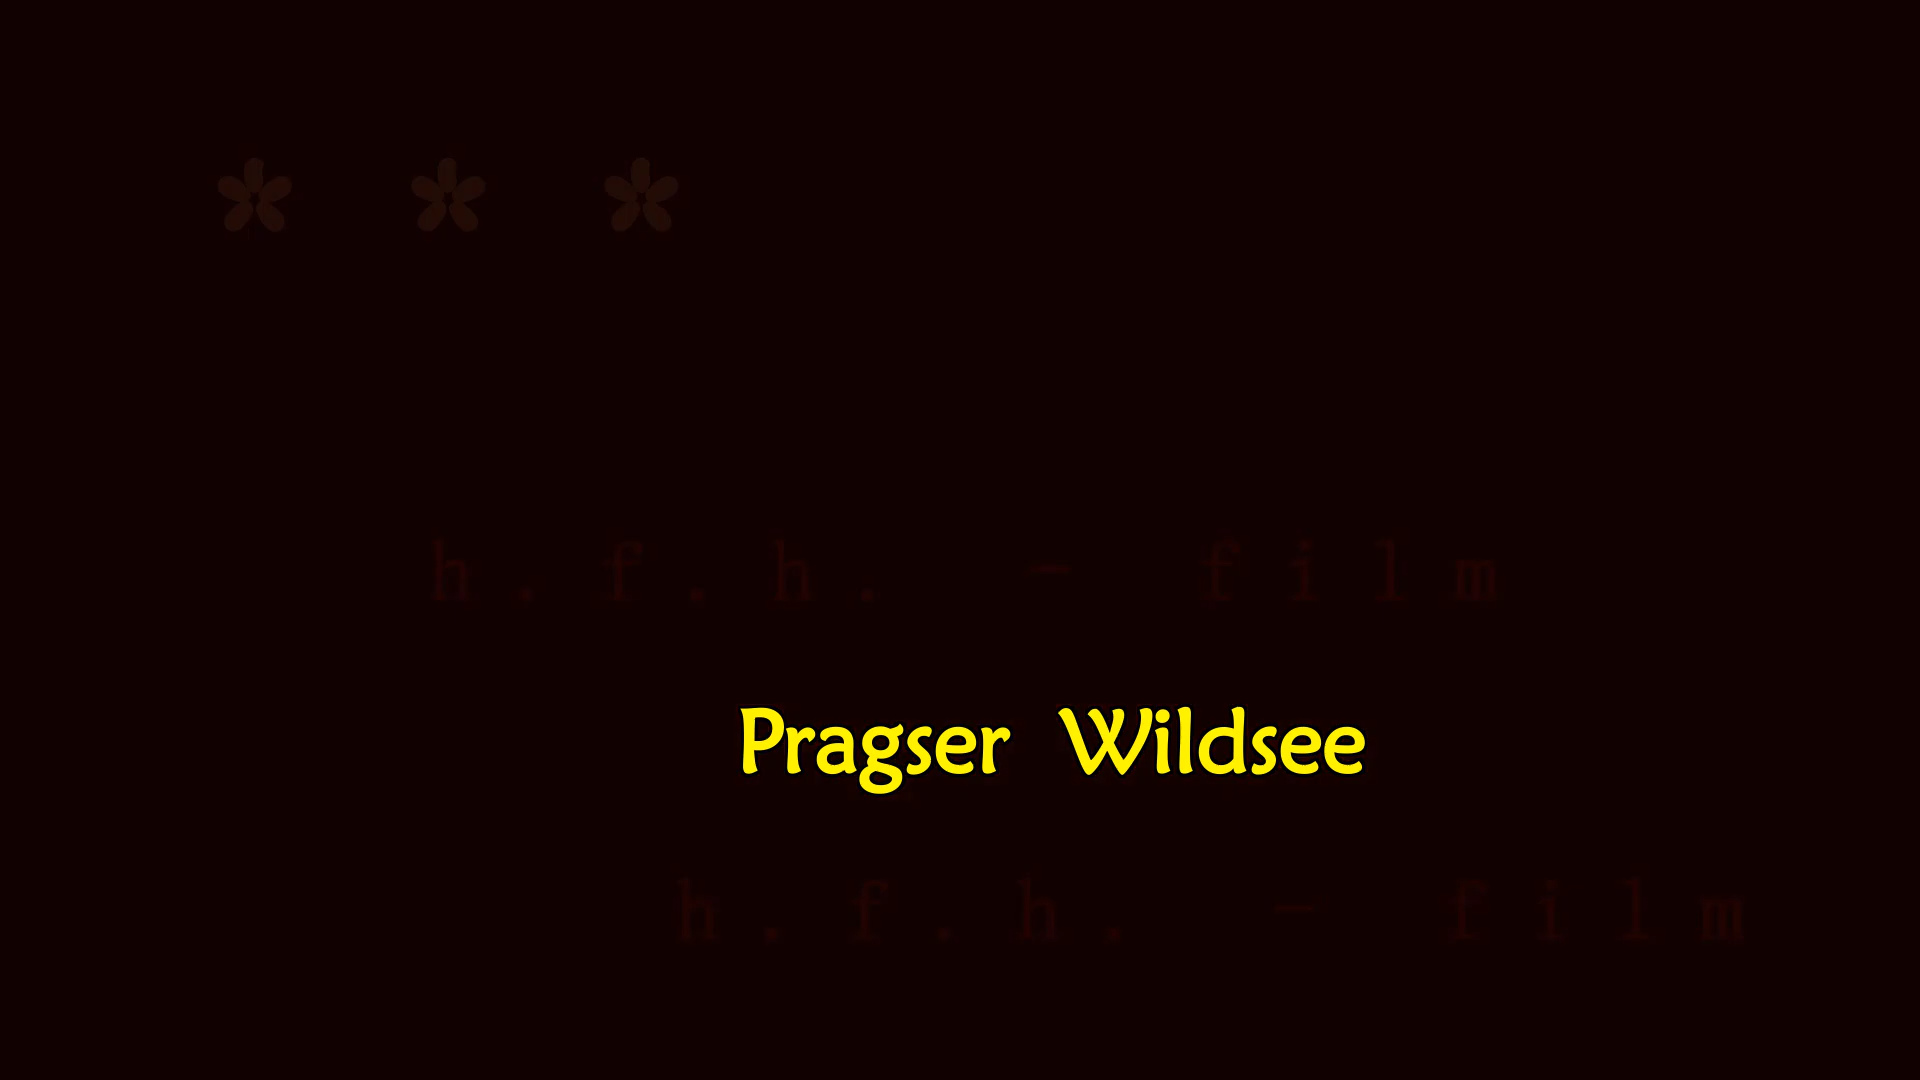 * * *
h . f . h . – f i l m
Pragser Wildsee
h . f . h . – f i l m